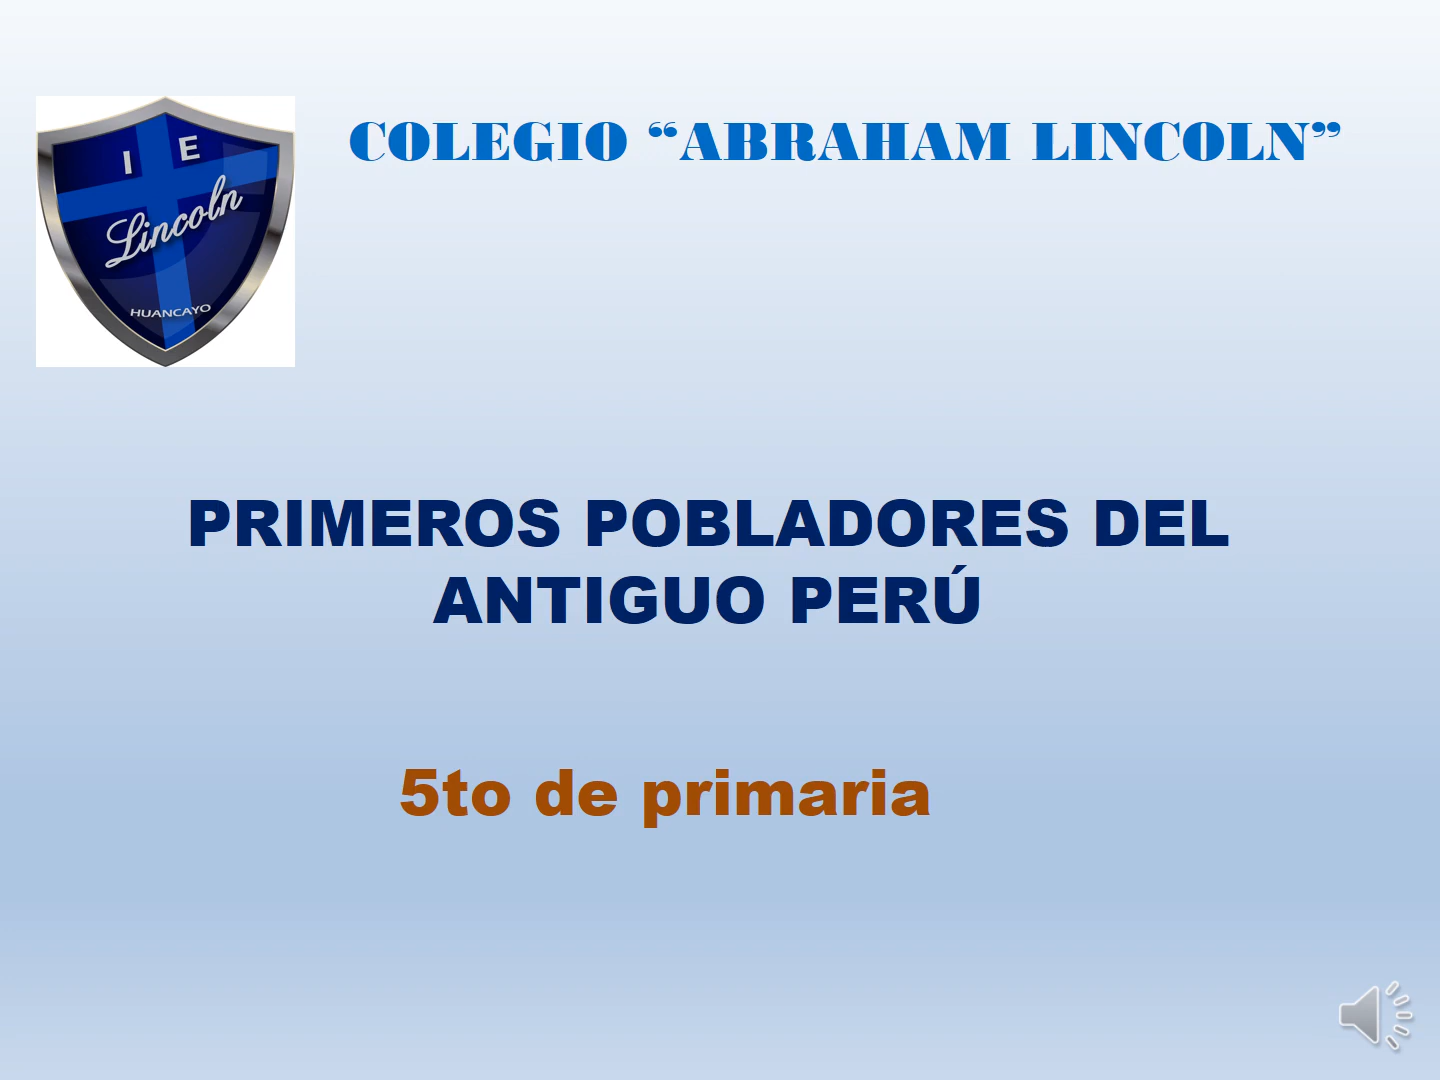 I E
Lincoln
HUANCAYO
COLEGIO “ABRAHAM LINCOLN”
PRIMEROS POBLADORES DEL
ANTIGUO PERÚ
5to de primaria